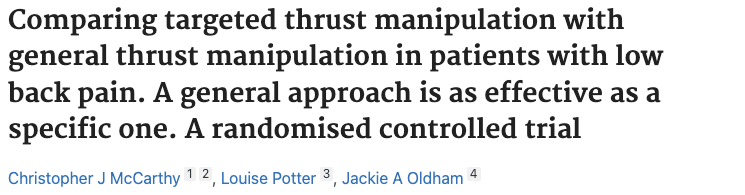 Comparing targeted thrust manipulation with
general thrust manipulation in patients with low
back pain. A general approach is as effective as a
specific one. A randomised controlled trial
Christopher J McCarthy 1 2, Louise Potter 3, Jackie A Oldham 4